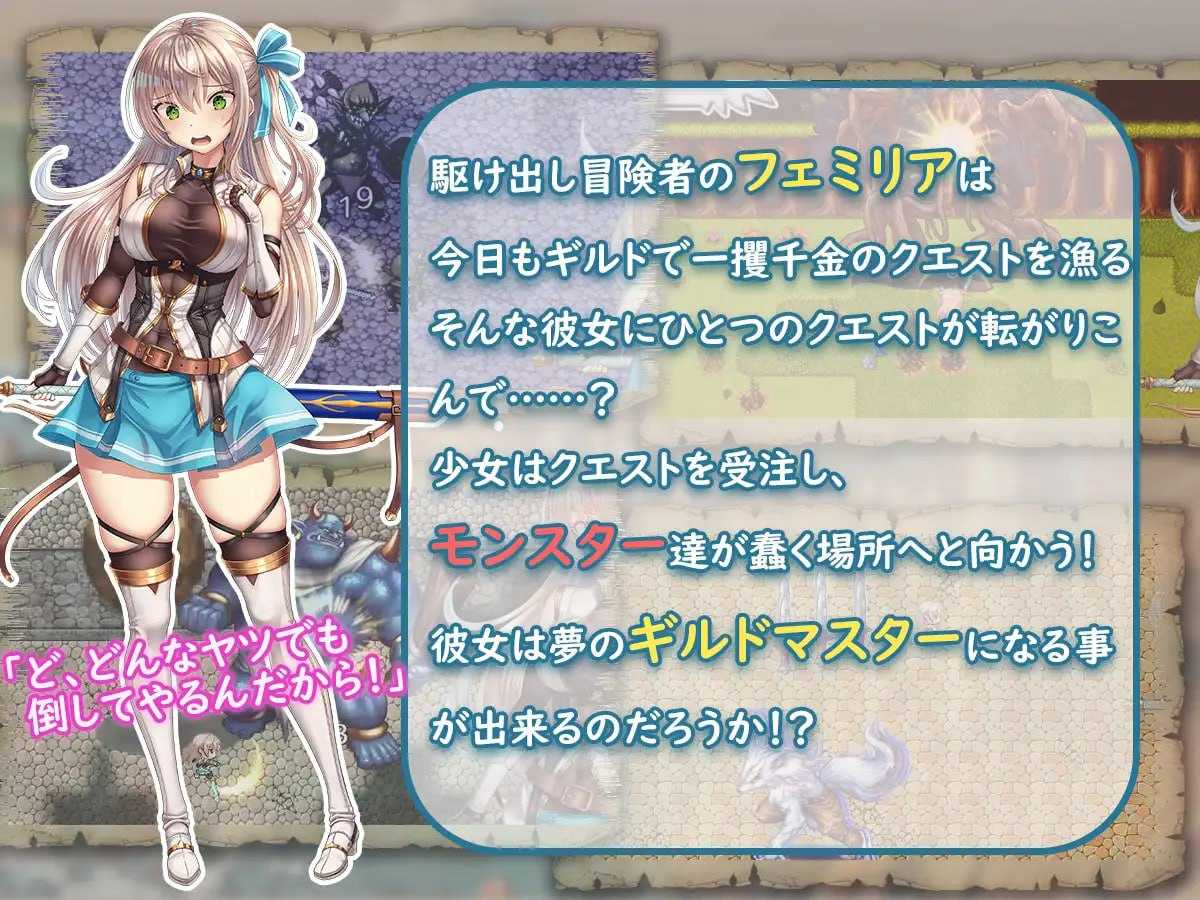 駆け出し冒険者のフェミリアは
今日もギルドで一攫千金のクエストを漁る
そんな彼女にひとつのクエストが転がりこ
んで……？
少女はクエストを受注し、
モンスター達が蠢く場所へと向かう！
彼女は夢のギルドマスターになる事
が出来るのだろうか！？
「ど、どんなヤツでも
倒してやるんだから！」
19